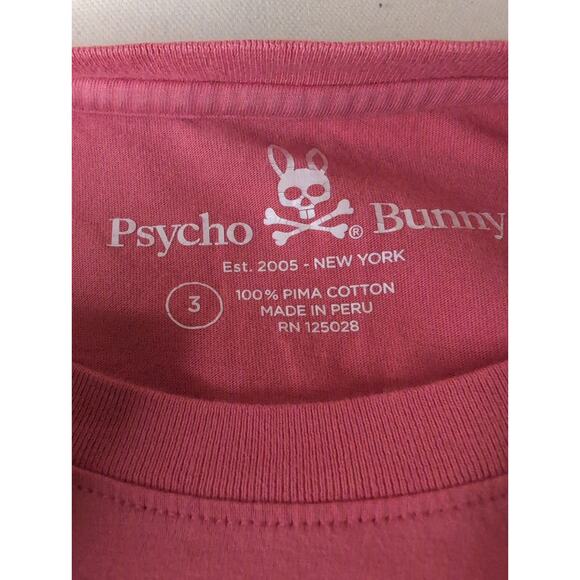 Psycho ® Bunny
Est. 2005 - NEW YORK
3
100% PIMA COTTON
MADE IN PERU
RN 125028